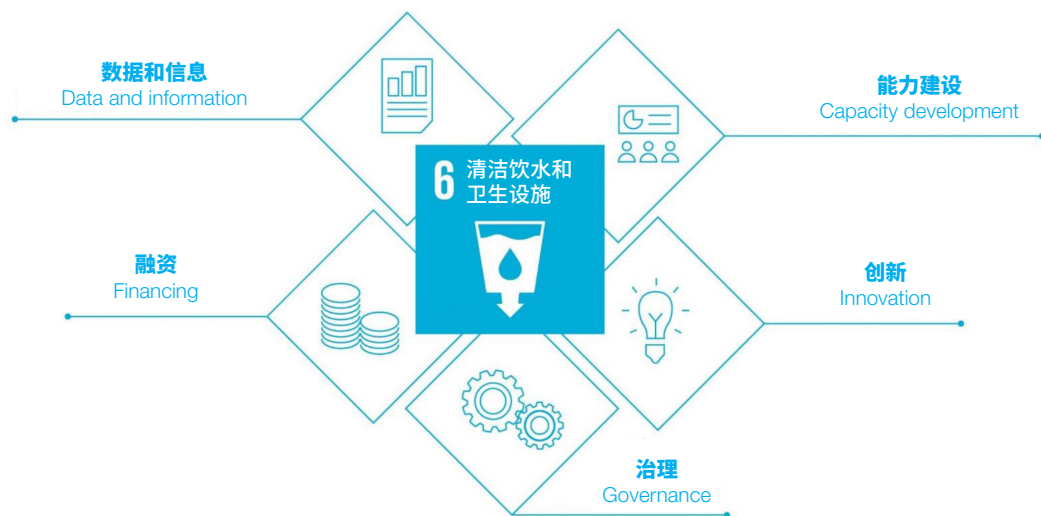 数据和信息
Data and information
能力建设
Capacity development
6 清洁饮水和
卫生设施
融资
Financing
创新
Innovation
治理
Governance